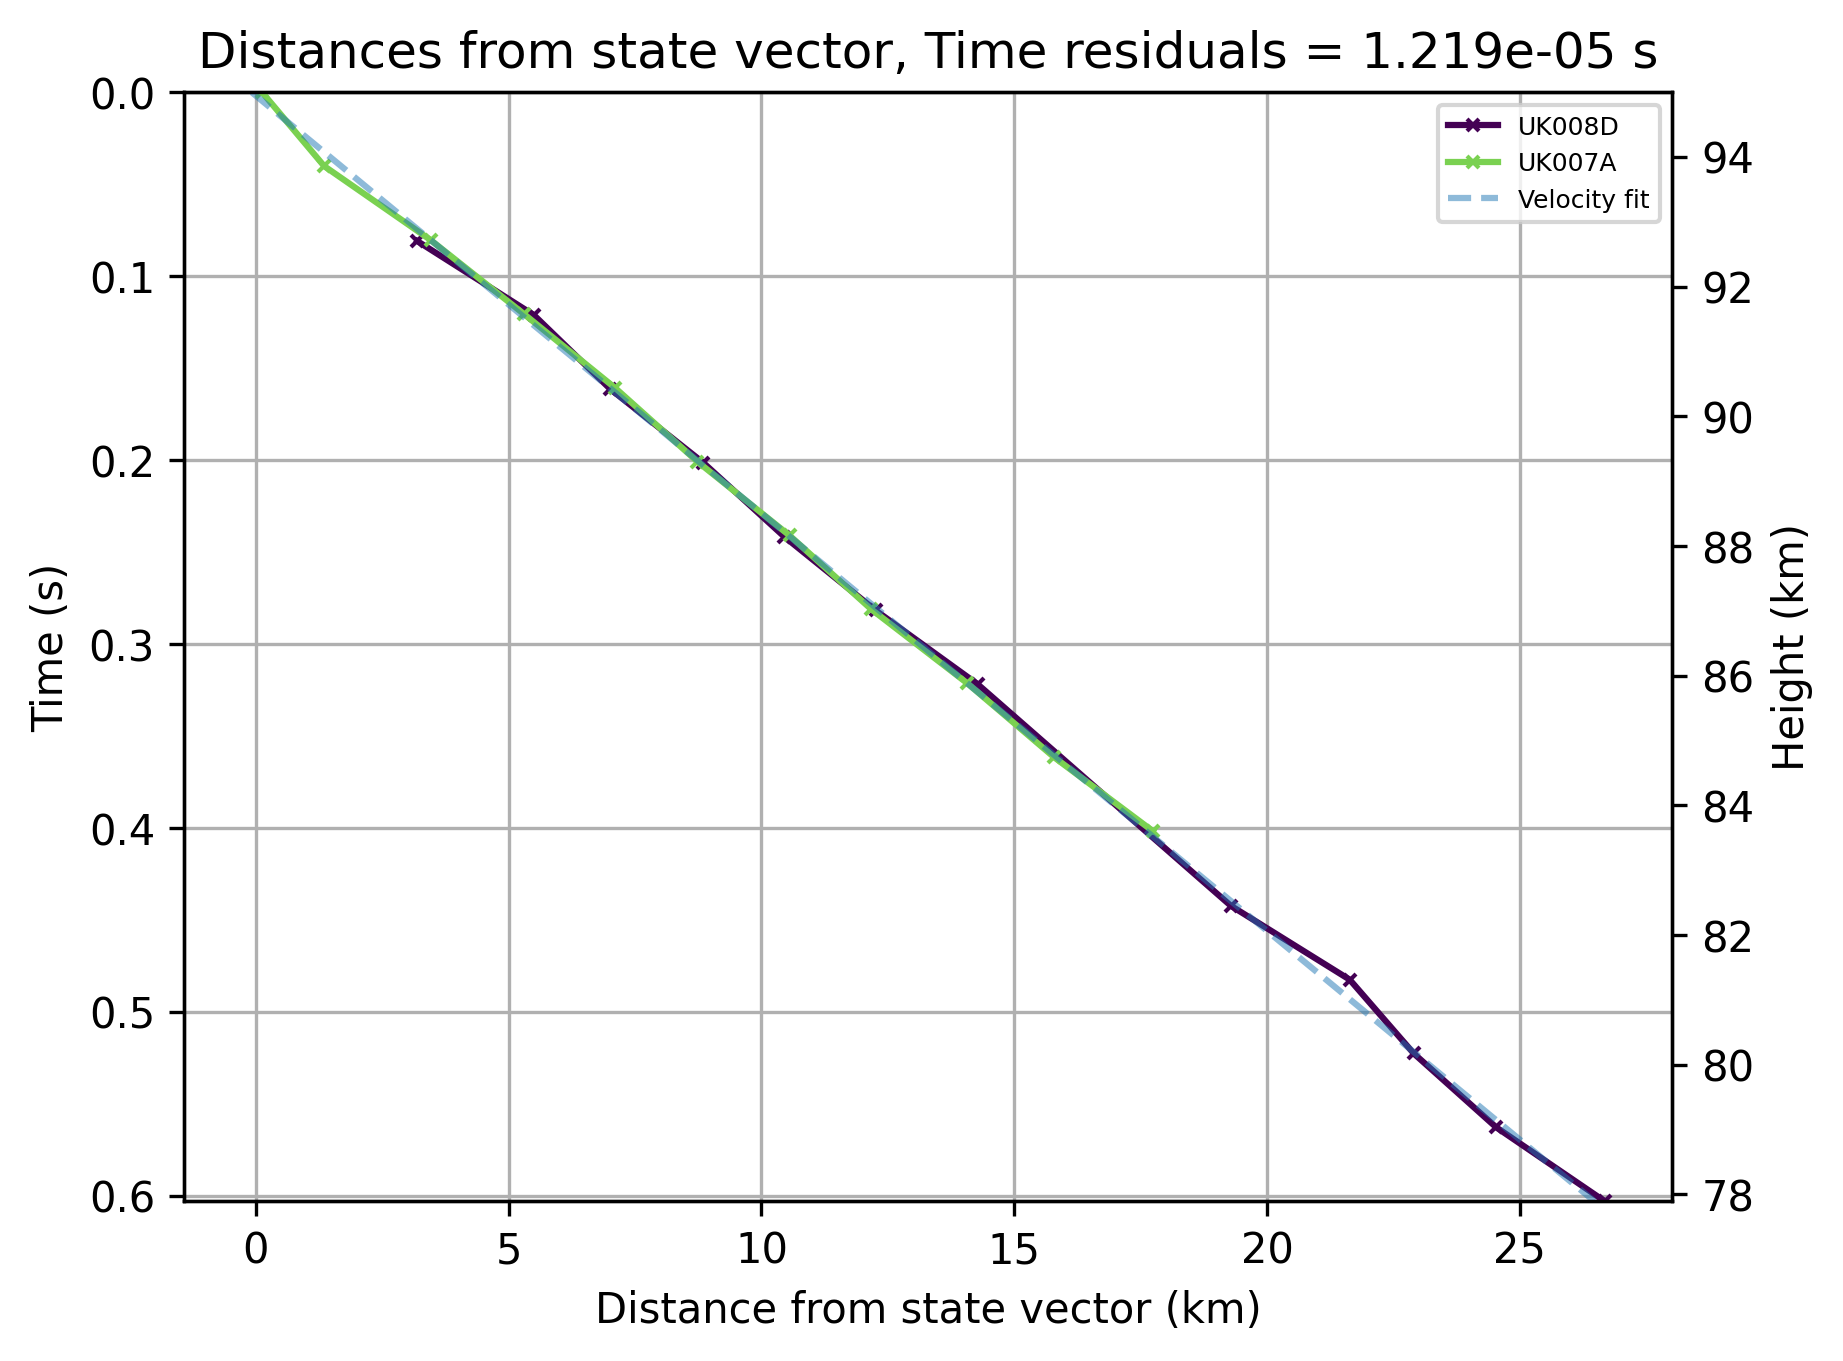 Distances from state vector, Time residuals = 1.219e-05 s
UK008D
UK007A
Velocity fit
Time (s)
0.0
0.1
0.2
0.3
0.4
0.5
0.6
94
92
90
88
86
84
82
80
78
Height (km)
0 5 10 15 20 25
Distance from state vector (km)